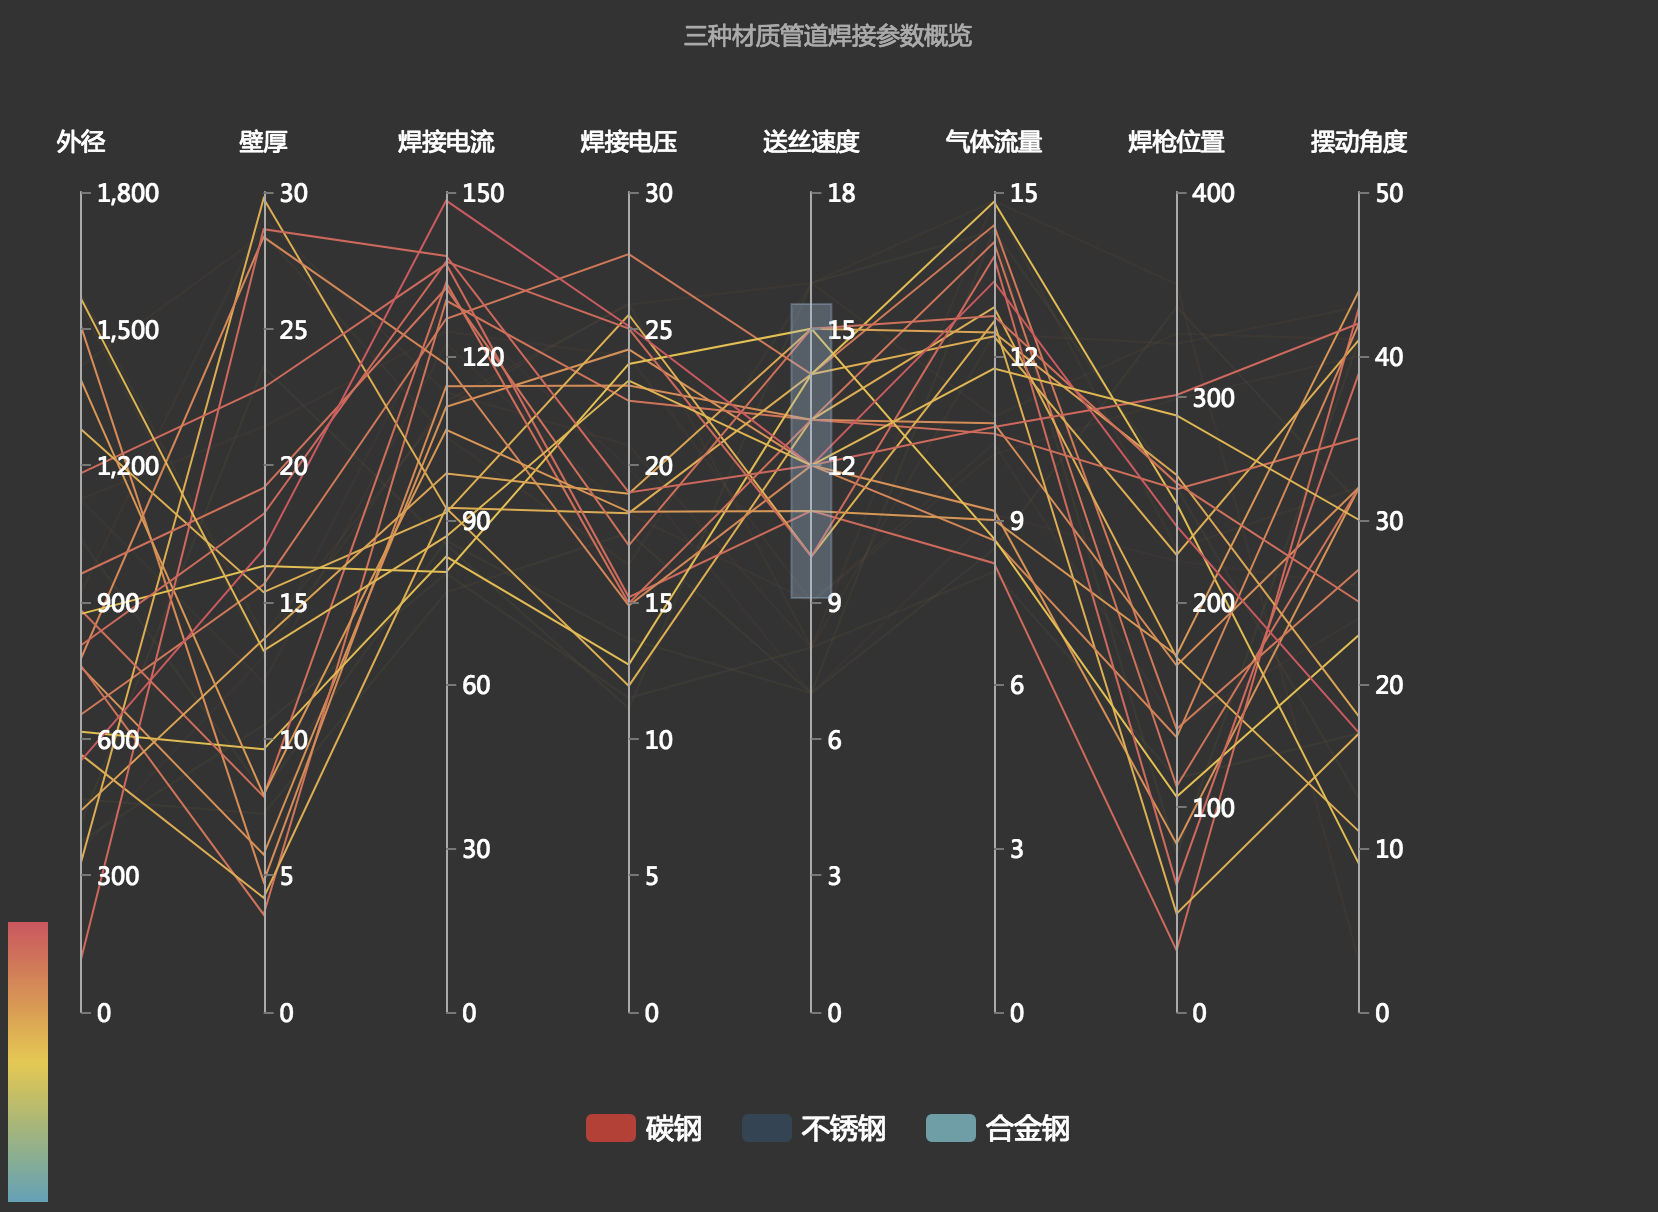 三种材质管道焊接参数概览
外径 壁厚 焊接电流 焊接电压 送丝速度 气体流量 焊枪位置 摆动角度
1,800 30 150 30 18 15 400 50
1,500 25 120 25 15 12 300 40
1,200 20 90 20 12 9 200 30
900 15 60 15 9 6 100 20
600 10 30 10 6 3 0 10
300 5 0 5 3 0 0
0 0 0 0
碳钢 不锈钢 合金钢